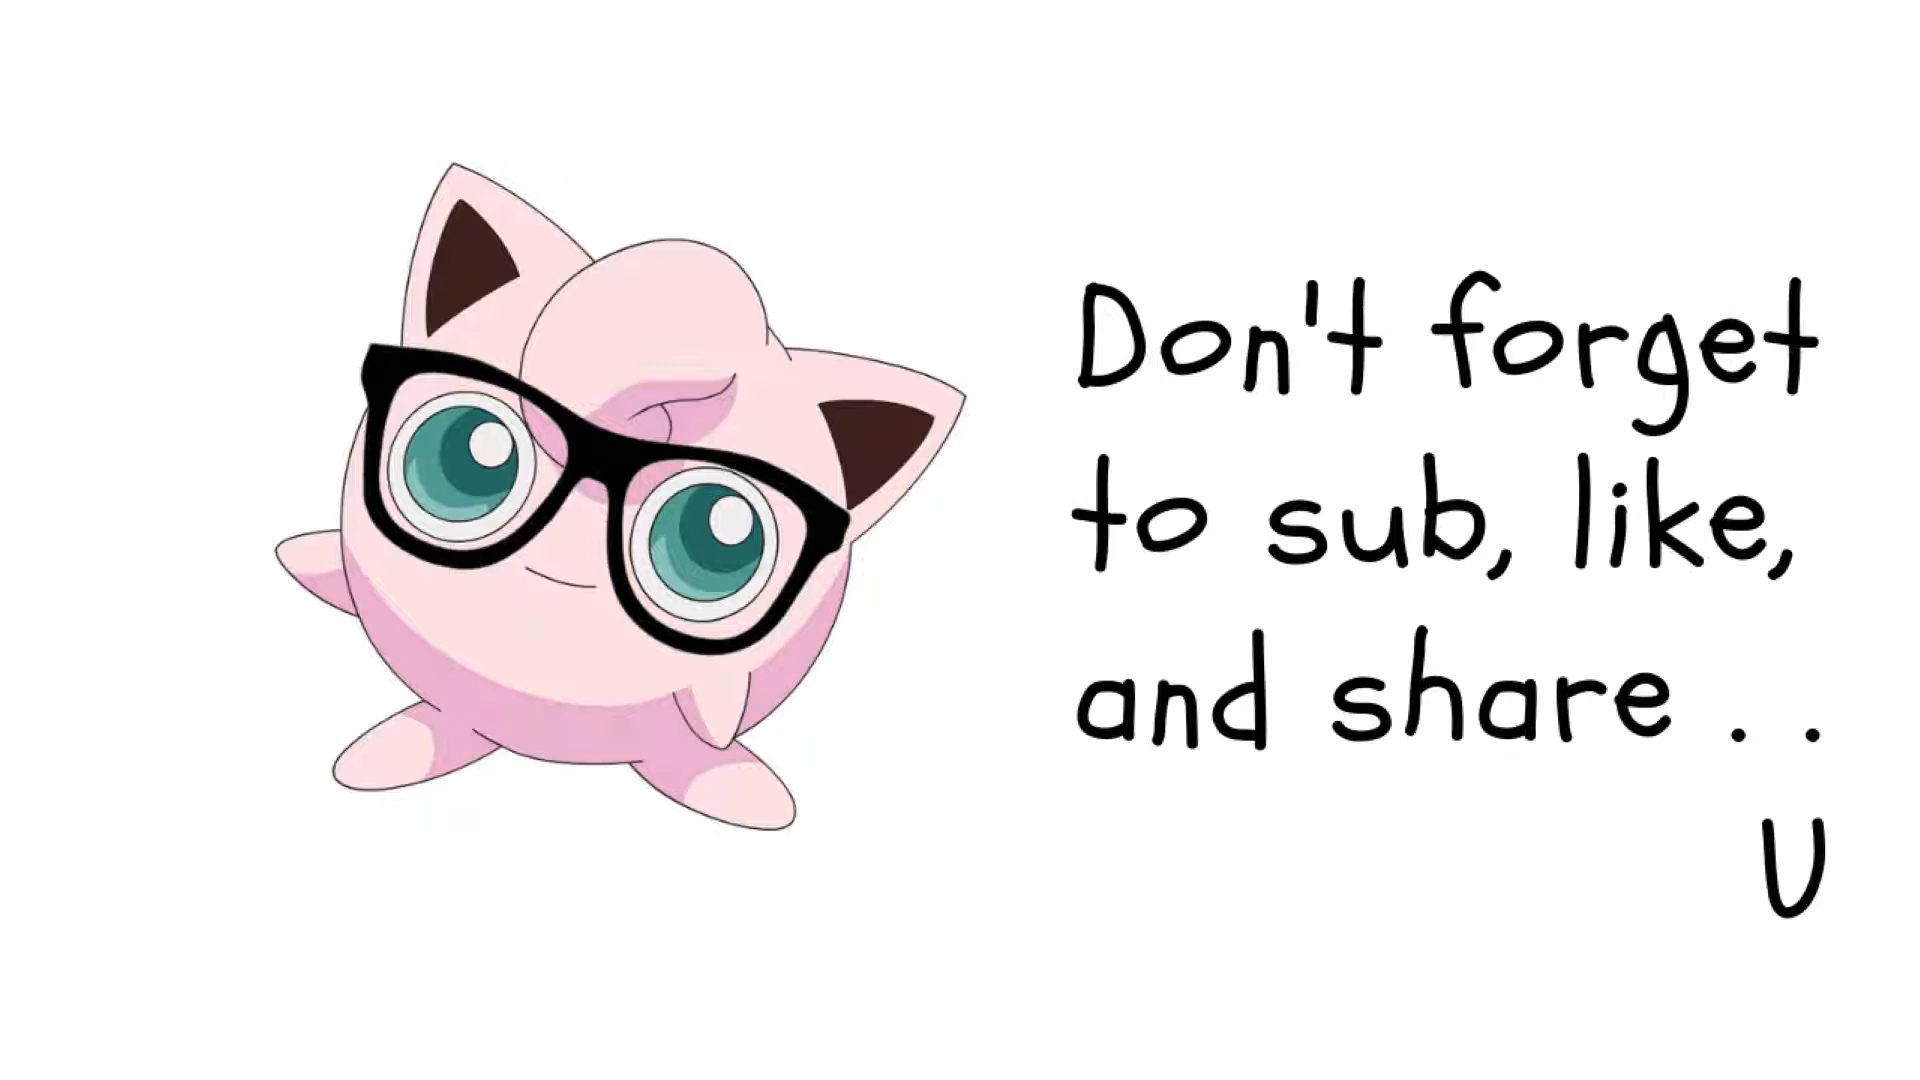 Don't forget
to sub, like,
and share . .
U